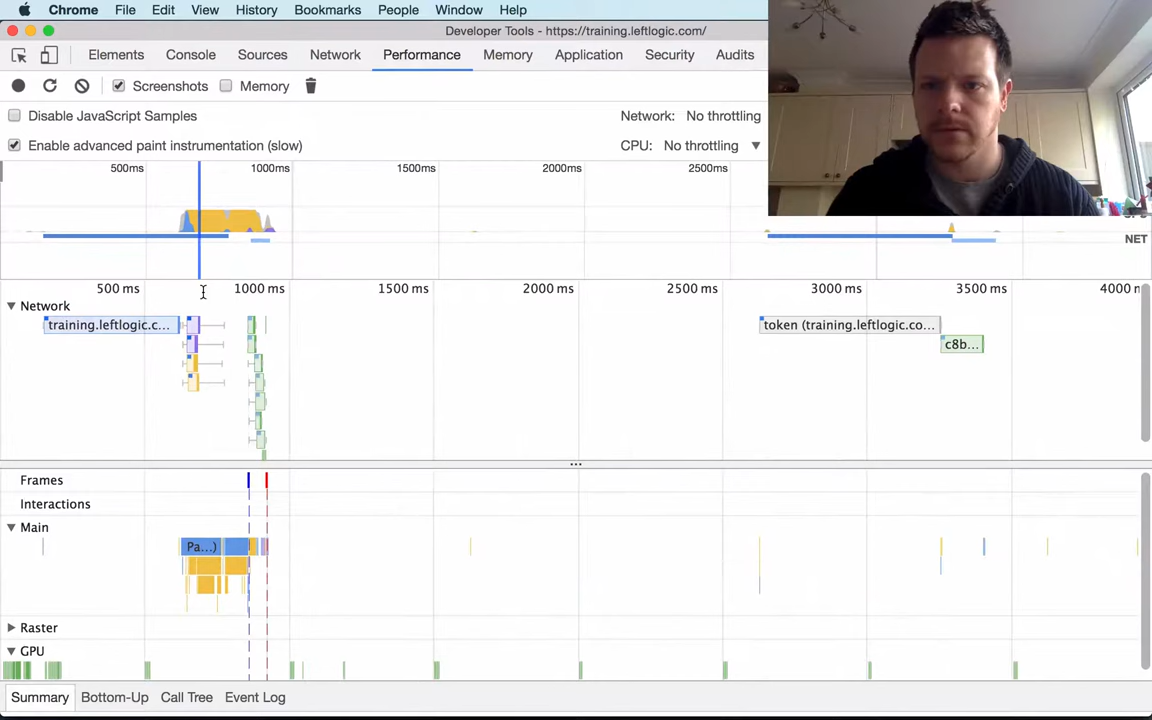 Chrome File Edit View History Bookmarks People Window Help
Developer Tools - https://training.leftlogic.com/
Elements Console Sources Network Performance Memory Application Security Audits
Screenshots Memory
Disable JavaScript Samples Network: No throttling
Enable advanced paint instrumentation (slow) CPU: No throttling ▼
500ms 1000ms 1500ms 2000ms 2500ms
NET
500 ms 1000 ms 1500 ms 2000 ms 2500 ms 3000 ms 3500 ms 4000 n
Network
training.leftlogic.c... token (training.leftlogic.co...
c8b...
Frames
Interactions
Main
Pa...)
Raster
GPU
Summary Bottom-Up Call Tree Event Log